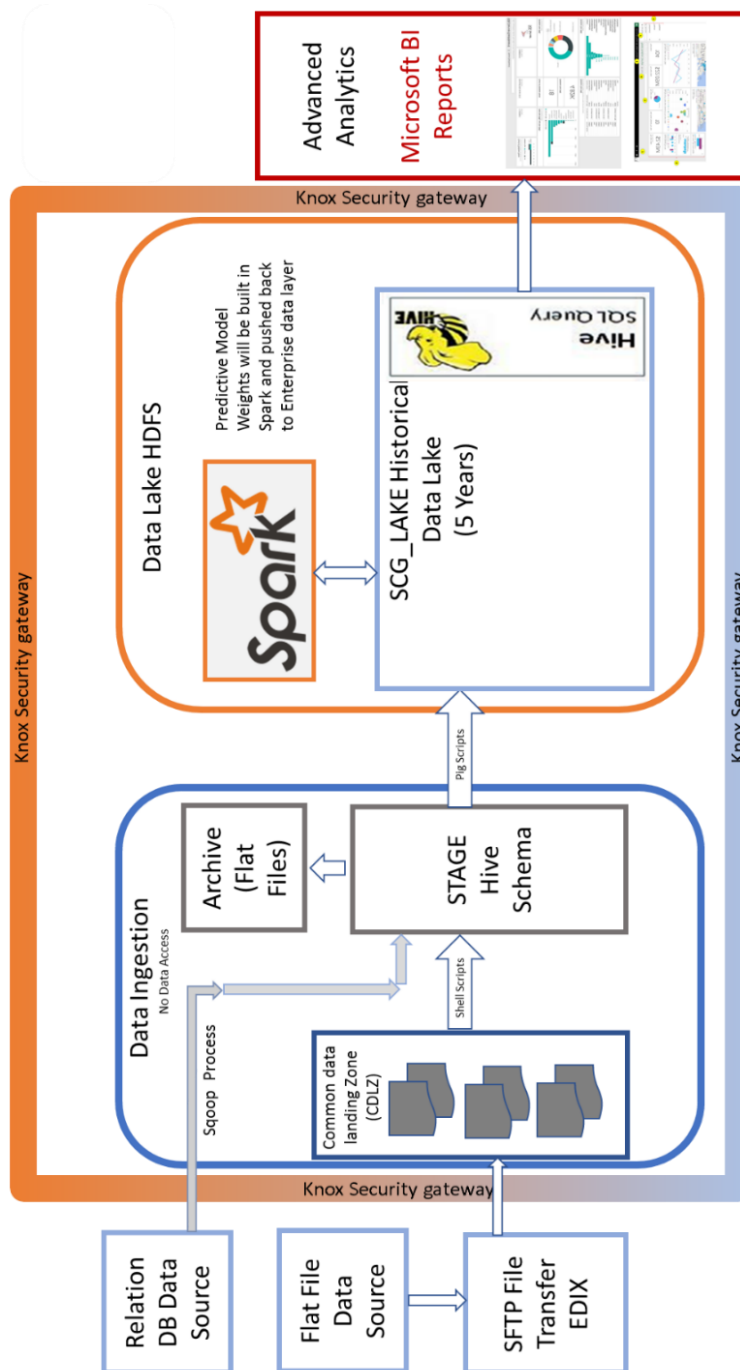 Relation
DB Data
Source
Flat File
Data
Source
SFTP File
Transfer
EDIX
Knox Security gateway
Knox Security gateway
Knox Security gateway
Knox Security gateway
Data Ingestion
No Data Access
Sqoop Process
Common data
landing Zone
(CDLZ)
Shell Scripts
Archive
(Flat
Files)
STAGE
Hive
Schema
Pig Scripts
Data Lake HDFS
Spark
Predictive Model
Weights will be built in
Spark and pushed back
to Enterprise data layer
SCG_LAKE Historical
Data Lake
(5 Years)
HIVE
Hive
SQL Query
Advanced
Analytics
Microsoft BI
Reports